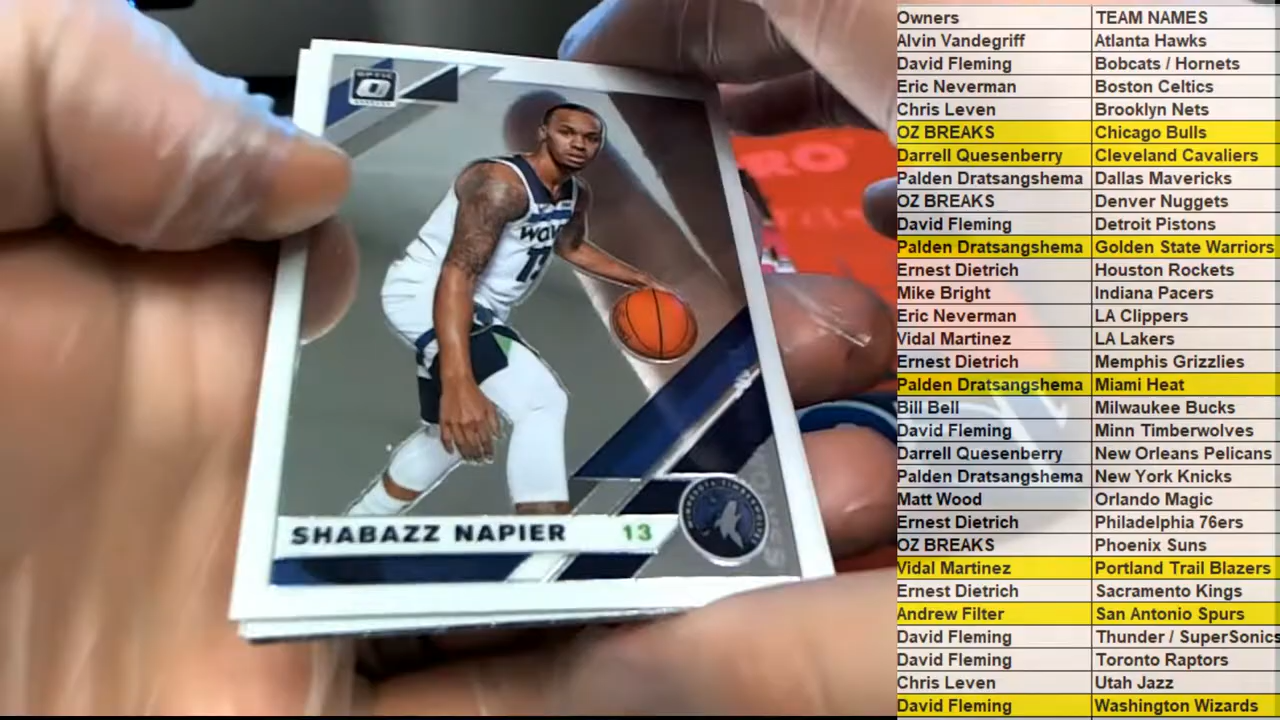 OPTIC
WOLVES
13
SHABAZZ NAPIER 13
MINNESOTA TIMBERWOLVES
Owners TEAM NAMES
Alvin Vandegriff Atlanta Hawks
David Fleming Bobcats / Hornets
Eric Neverman Boston Celtics
Chris Leven Brooklyn Nets
OZ BREAKS Chicago Bulls
Darrell Quesenberry Cleveland Cavaliers
Palden Dratsangshema Dallas Mavericks
OZ BREAKS Denver Nuggets
David Fleming Detroit Pistons
Palden Dratsangshema Golden State Warriors
Ernest Dietrich Houston Rockets
Mike Bright Indiana Pacers
Eric Neverman LA Clippers
Vidal Martinez LA Lakers
Ernest Dietrich Memphis Grizzlies
Palden Dratsangshema Miami Heat
Bill Bell Milwaukee Bucks
David Fleming Minn Timberwolves
Darrell Quesenberry New Orleans Pelicans
Palden Dratsangshema New York Knicks
Matt Wood Orlando Magic
Ernest Dietrich Philadelphia 76ers
OZ BREAKS Phoenix Suns
Vidal Martinez Portland Trail Blazers
Ernest Dietrich Sacramento Kings
Andrew Filter San Antonio Spurs
David Fleming Thunder / SuperSonics
David Fleming Toronto Raptors
Chris Leven Utah Jazz
David Fleming Washington Wizards